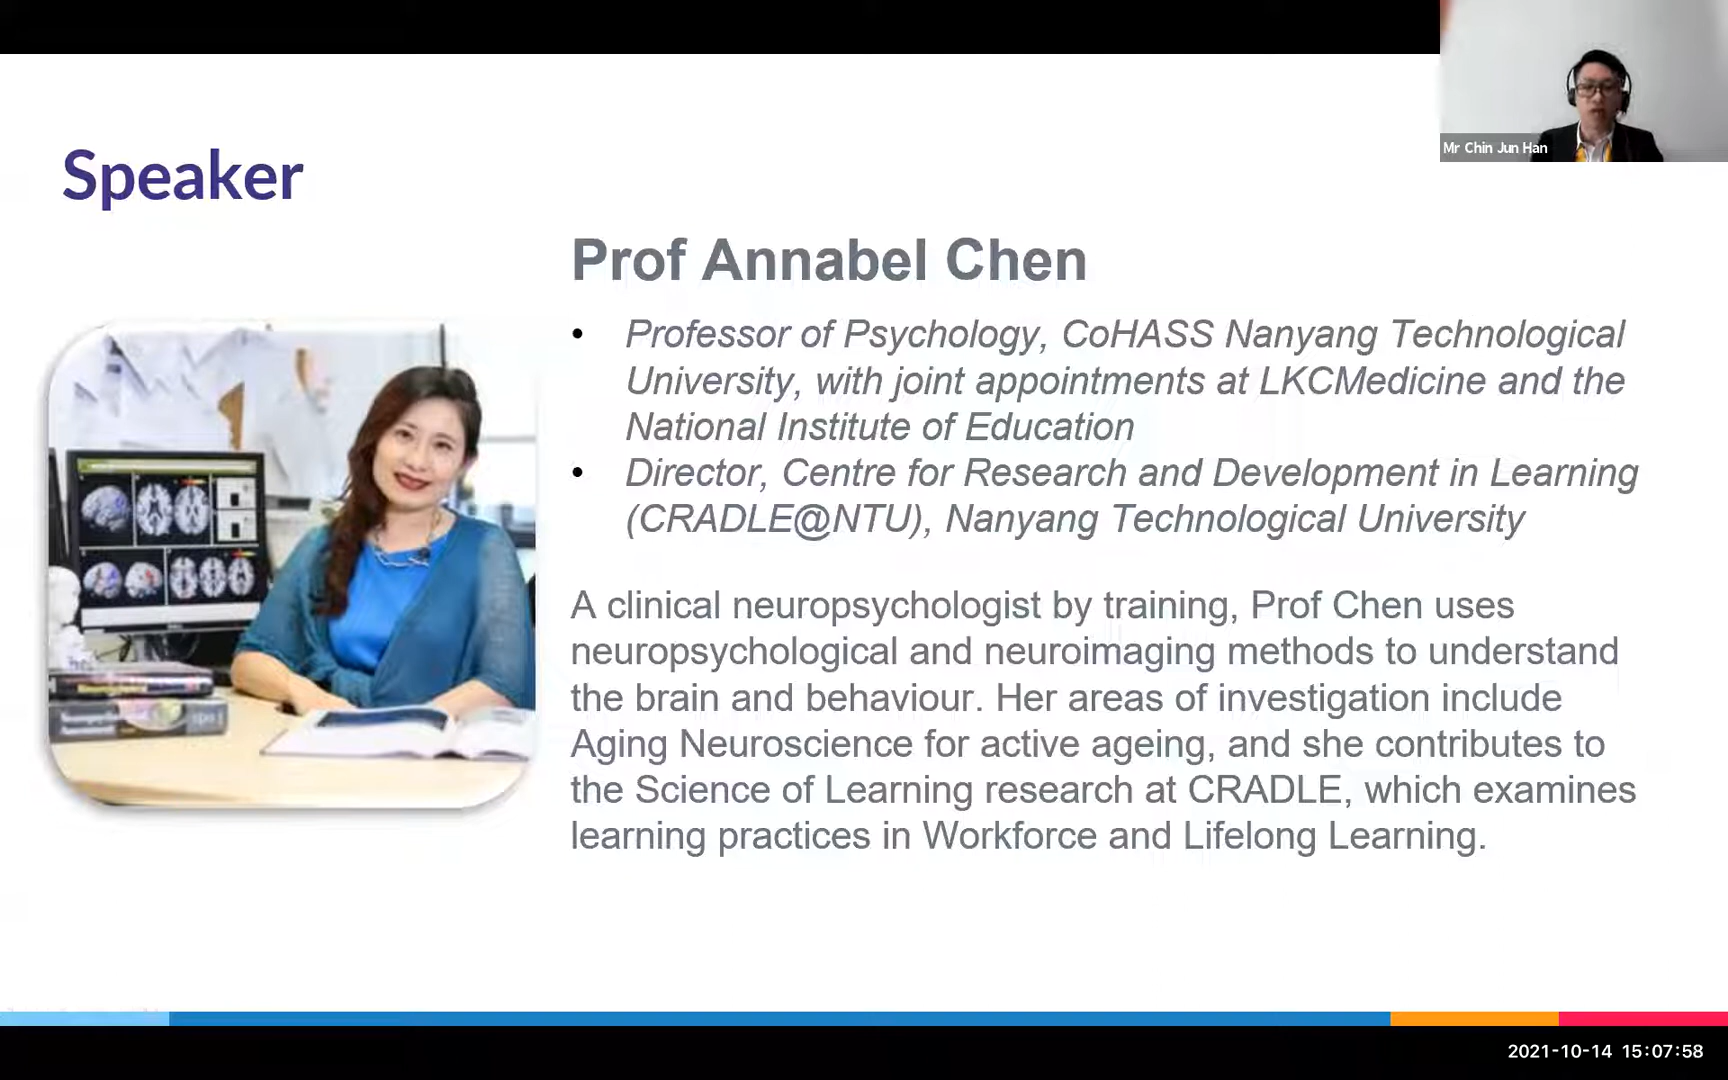 Mr Chin Jun Han
Speaker
Prof Annabel Chen
• Professor of Psychology, CoHASS Nanyang Technological
University, with joint appointments at LKCMedicine and the
National Institute of Education
• Director, Centre for Research and Development in Learning
(CRADLE@NTU), Nanyang Technological University
A clinical neuropsychologist by training, Prof Chen uses
neuropsychological and neuroimaging methods to understand
the brain and behaviour. Her areas of investigation include
Aging Neuroscience for active ageing, and she contributes to
the Science of Learning research at CRADLE, which examines
learning practices in Workforce and Lifelong Learning.
2021-10-14 15:07:58